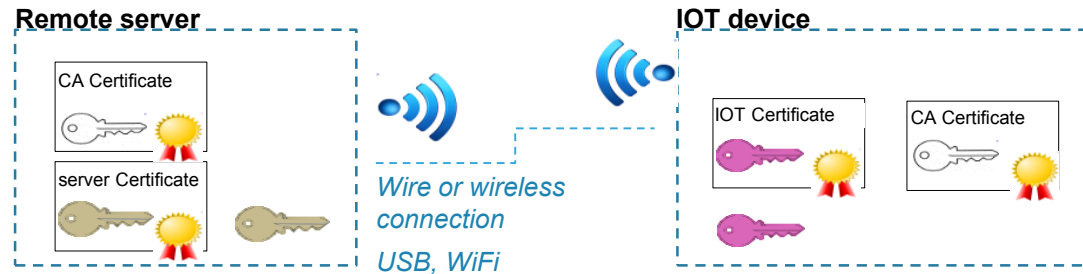 Remote server
IOT device
CA Certificate
server Certificate
IOT Certificate
CA Certificate
Wire or wireless
connection
USB, WiFi